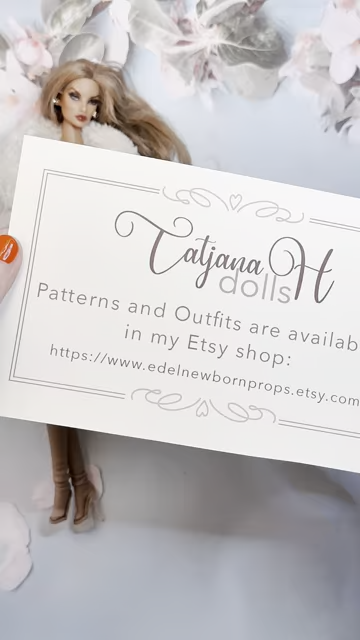 Tatjana H
dolls
Patterns and Outfits are availab
in my Etsy shop:
https://www.edelnewbornprops.etsy.com